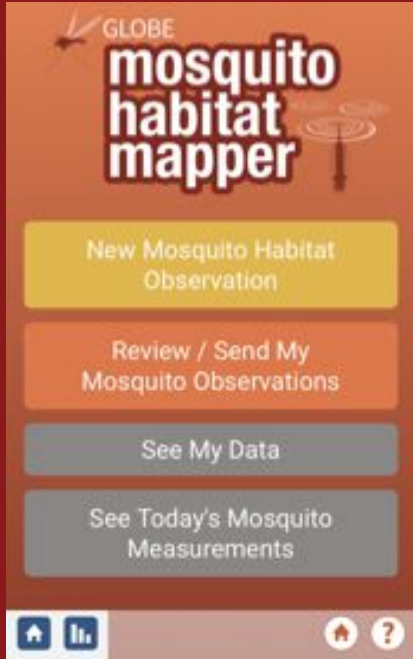 GLOBE
mosquito
habitat
mapper
New Mosquito Habitat
Observation
Review / Send My
Mosquito Observations
See My Data
See Today's Mosquito
Measurements
?